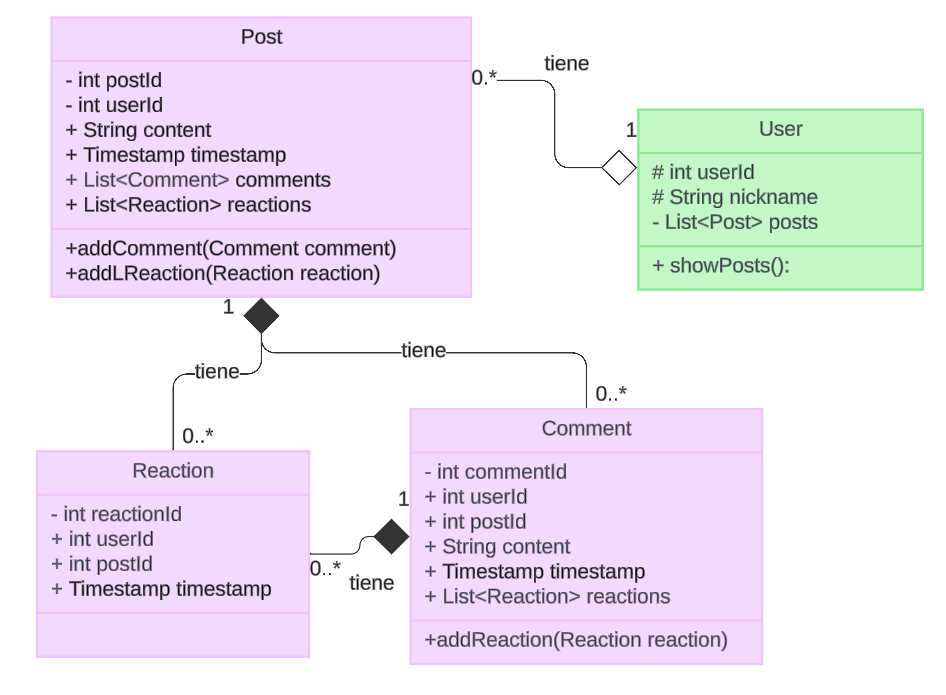 Post
- int postId
- int userId
+ String content
+ Timestamp timestamp
+ List<Comment> comments
+ List<Reaction> reactions
+addComment(Comment comment)
+addLReaction(Reaction reaction)
0.*
tiene
1
User
# int userId
# String nickname
- List<Post> posts
+ showPosts():
1
tiene
tiene
0..*
0..*
Reaction
- int reactionId
+ int userId
+ int postId
+ Timestamp timestamp
Comment
- int commentId
+ int userId
+ int postId
+ String content
+ Timestamp timestamp
+ List<Reaction> reactions
+addReaction(Reaction reaction)
1
0..*
tiene